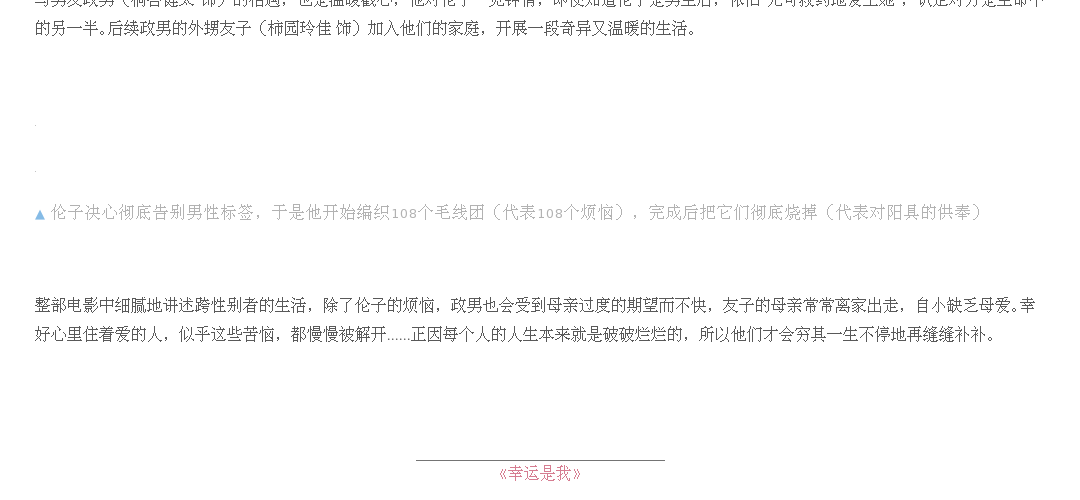 的另一半。后续政男的外甥友子（柿园玲佳 饰）加入他们的家庭，开展一段奇异又温暖的生活。
▲ 伦子决心彻底告别男性标签，于是他开始编织108个毛线团（代表108个烦恼），完成后把它们彻底烧掉（代表对阳具的供奉）
整部电影中细腻地讲述跨性别者的生活，除了伦子的烦恼，政男也会受到母亲过度的期望而不快，友子的母亲常常离家出走，自小缺乏母爱。幸
好心里住着爱的人，似乎这些苦恼，都慢慢被解开......正因每个人的人生本来就是破破烂烂的，所以他们才会穷其一生不停地再缝缝补补。
《幸运是我》